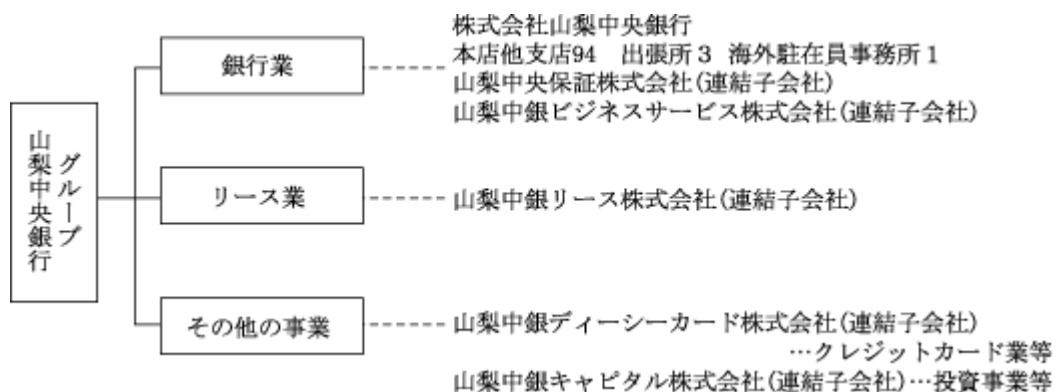 山梨中央銀行
グループ
銀行業
株式会社山梨中央銀行
本店他支店94　出張所3　海外駐在員事務所1
山梨中央保証株式会社(連結子会社)
山梨中銀ビジネスサービス株式会社(連結子会社)
リース業
山梨中銀リース株式会社(連結子会社)
その他の事業
山梨中銀ディーシーカード株式会社(連結子会社)
…クレジットカード業等
山梨中銀キャピタル株式会社(連結子会社)…投資事業等